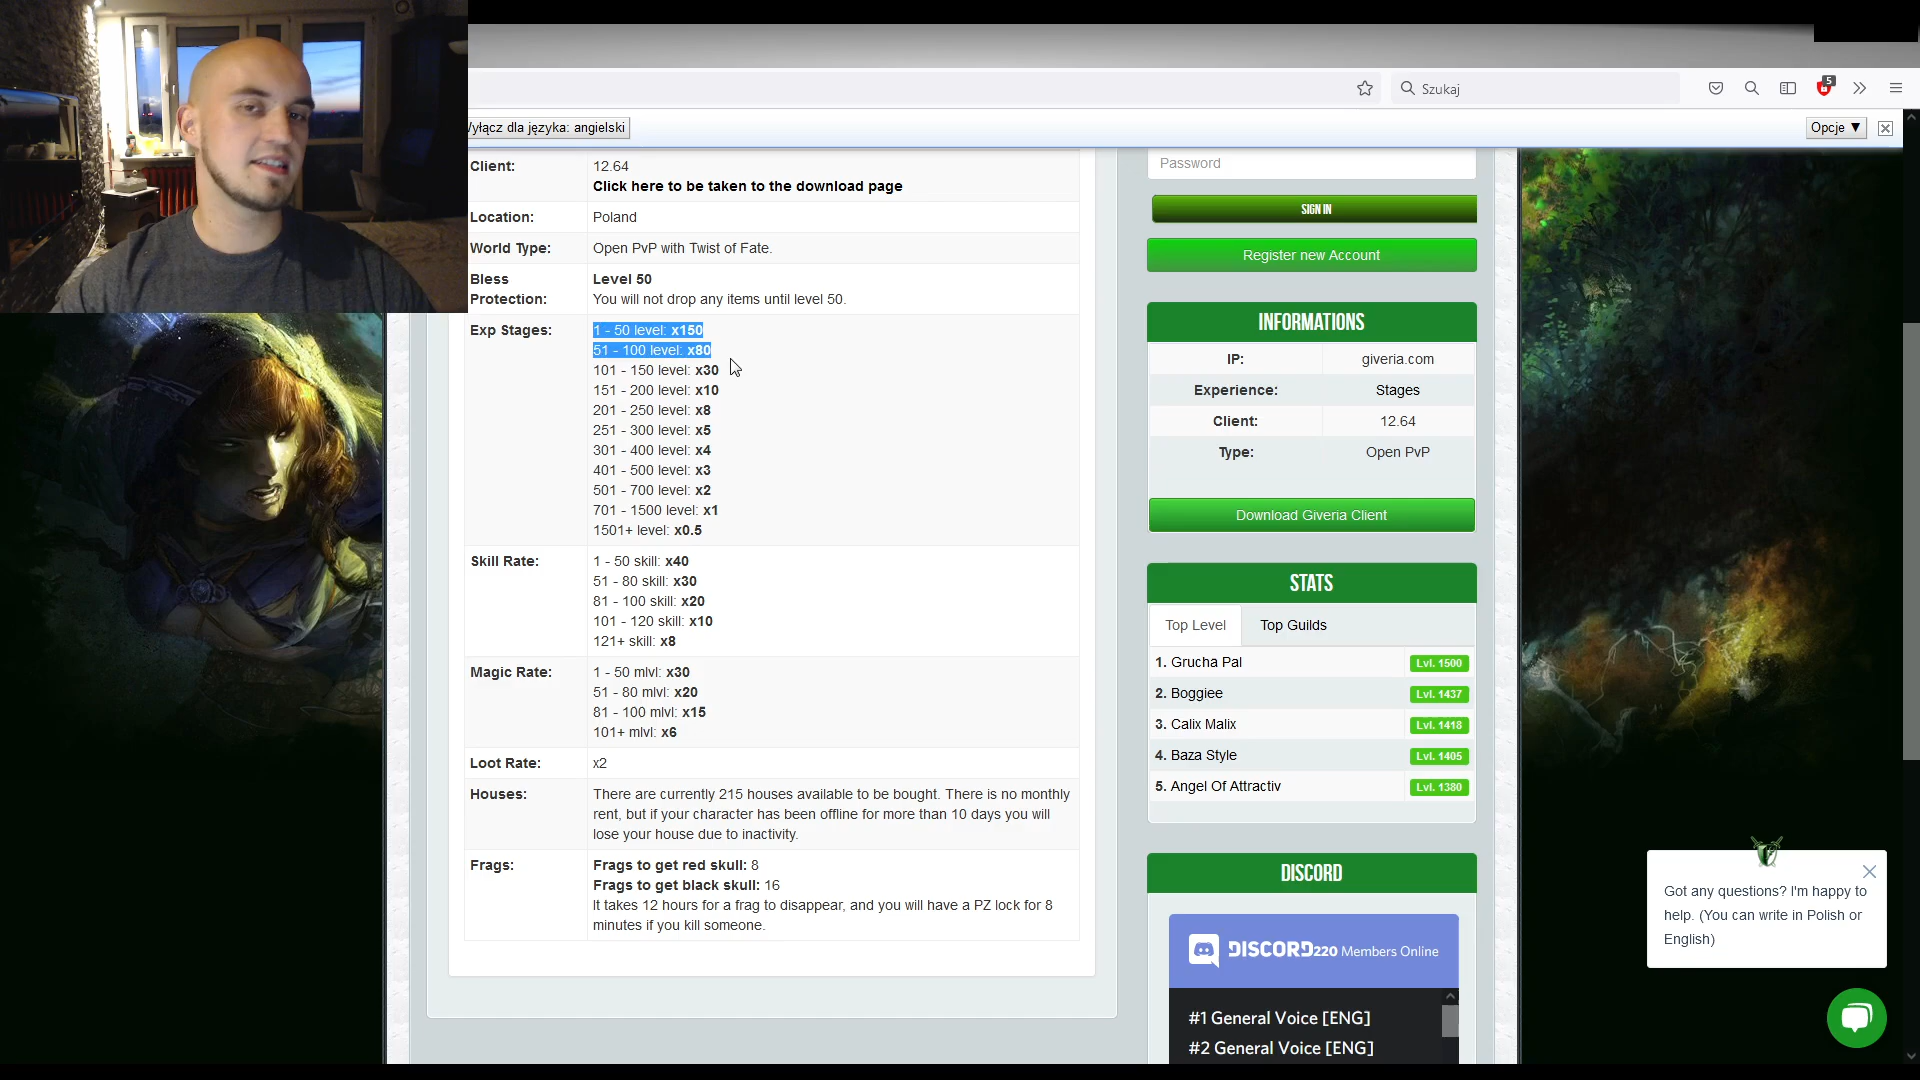 Szukaj
5
Wyłącz dla języka: angielski
Opcje ▼
Client:
12.64
Click here to be taken to the download page
Location:
Poland
World Type:
Open PvP with Twist of Fate.
Bless
Protection:
Level 50
You will not drop any items until level 50.
Exp Stages:
1 - 50 level: x150
51 - 100 level: x80
101 - 150 level: x30
151 - 200 level: x10
201 - 250 level: x8
251 - 300 level: x5
301 - 400 level: x4
401 - 500 level: x3
501 - 700 level: x2
701 - 1500 level: x1
1501+ level: x0.5
Skill Rate:
1 - 50 skill: x40
51 - 80 skill: x30
81 - 100 skill: x20
101 - 120 skill: x10
121+ skill: x8
Magic Rate:
1 - 50 mlvl: x30
51 - 80 mlvl: x20
81 - 100 mlvl: x15
101+ mlvl: x6
Loot Rate:
x2
Houses:
There are currently 215 houses available to be bought. There is no monthly
rent, but if your character has been offline for more than 10 days you will
lose your house due to inactivity.
Frags:
Frags to get red skull: 8
Frags to get black skull: 16
It takes 12 hours for a frag to disappear, and you will have a PZ lock for 8
minutes if you kill someone.
Password
SIGN IN
Register new Account
INFORMATIONS
IP:
giveria.com
Experience:
Stages
Client:
12.64
Type:
Open PvP
Download Giveria Client
STATS
Top Level
Top Guilds
1. Grucha Pal
Lvl. 1500
2. Boggiee
Lvl. 1437
3. Calix Malix
Lvl. 1418
4. Baza Style
Lvl. 1405
5. Angel Of Attractiv
Lvl. 1380
DISCORD
DISCORD 220 Members Online
#1 General Voice [ENG]
#2 General Voice [ENG]
Got any questions? I'm happy to
help. (You can write in Polish or
English)